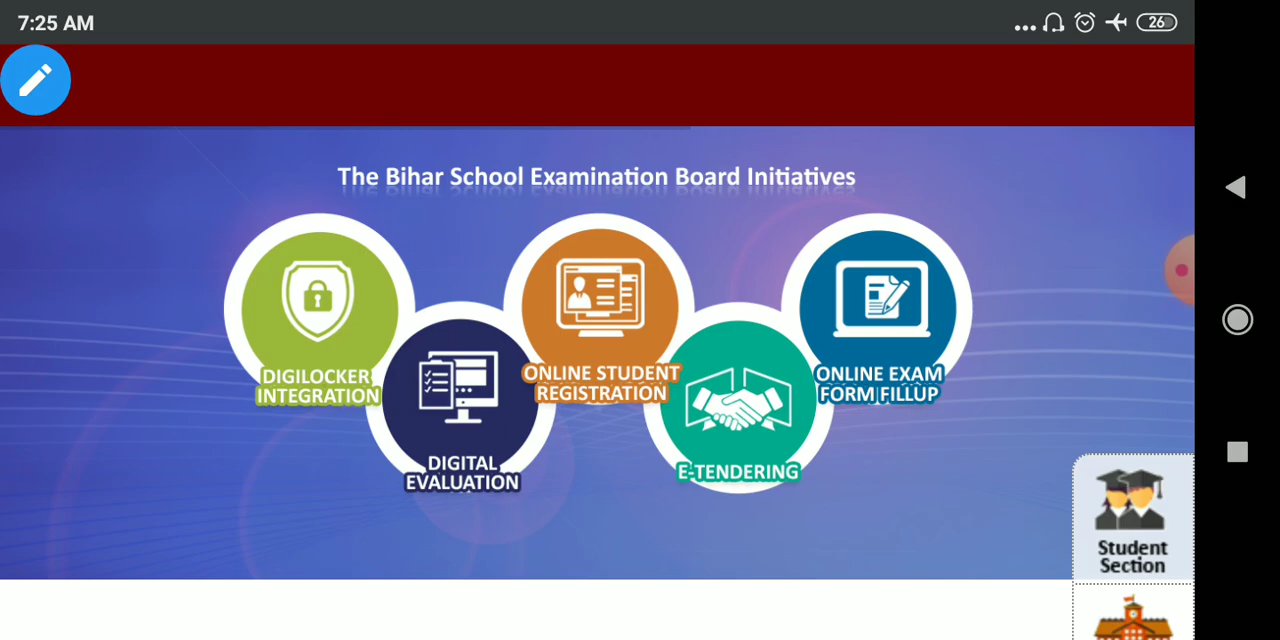 7:25 AM
26
The Bihar School Examination Board Initiatives
DIGILOCKER
INTEGRATION
DIGITAL
EVALUATION
ONLINE STUDENT
REGISTRATION
E-TENDERING
ONLINE EXAM
FORM FILLUP
Student
Section